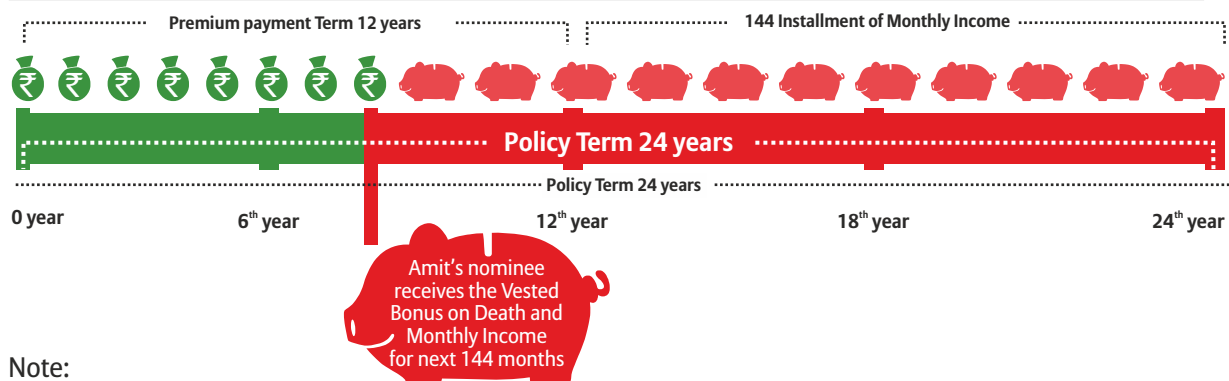 Premium payment Term 12 years
144 Installment of Monthly Income
₹ ₹ ₹ ₹ ₹ ₹ ₹ ₹
Policy Term 24 years
Policy Term 24 years
0 year 6th year 12th year 18th year 24th year
Amit's nominee
receives the Vested
Bonus on Death and
Monthly Income
for next 144 months
Note: